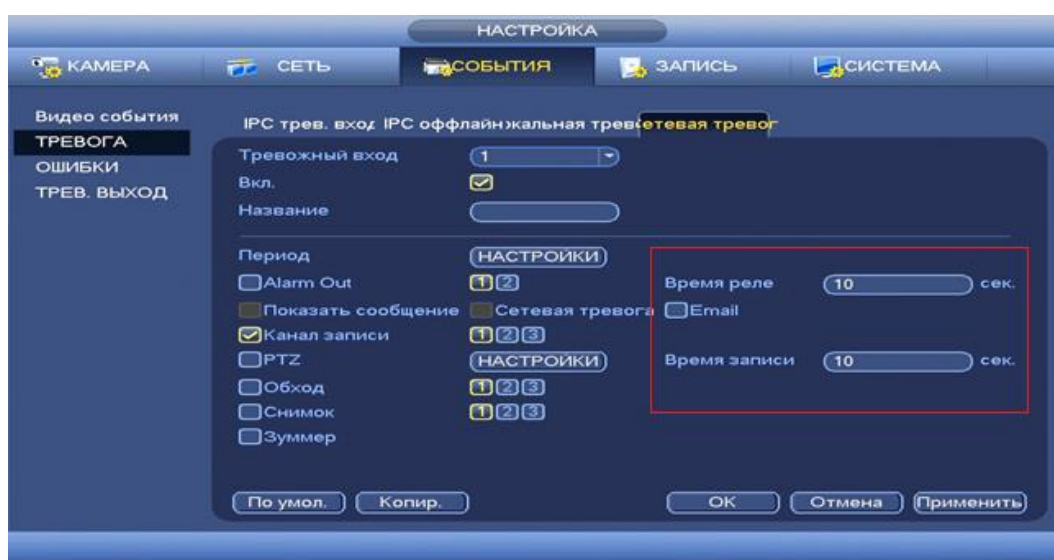 НАСТРОЙКА
КАМЕРА СЕТЬ СОБЫТИЯ ЗАПИСЬ СИСТЕМА
Видео события
ТРЕВОГА
ОШИБКИ
ТРЕВ. ВЫХОД
IPC трев. вход IPC оффлайн кальная трев етевая тревог
Тревожный вход 1
Вкл.
Название
Период НАСТРОЙКИ
Alarm Out 1 2 Время реле 10 сек.
Показать сообщение Сетевая тревога Email
Канал записи 1 2 3
PTZ НАСТРОЙКИ Время записи 10 сек.
Обход 1 2 3
Снимок 1 2 3
Зуммер
По умол. Копир. OK Отмена Применить